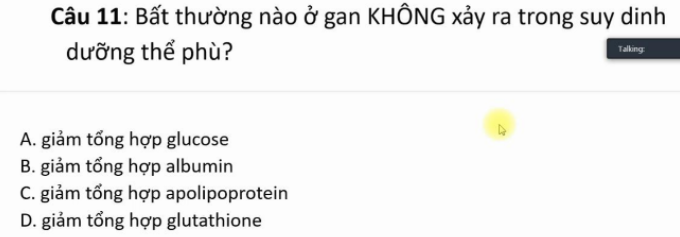 Câu 11: Bất thường nào ở gan KHÔNG xảy ra trong suy dinh
dưỡng thể phù?
Talking:
A. giảm tổng hợp glucose
B. giảm tổng hợp albumin
C. giảm tổng hợp apolipoprotein
D. giảm tổng hợp glutathione